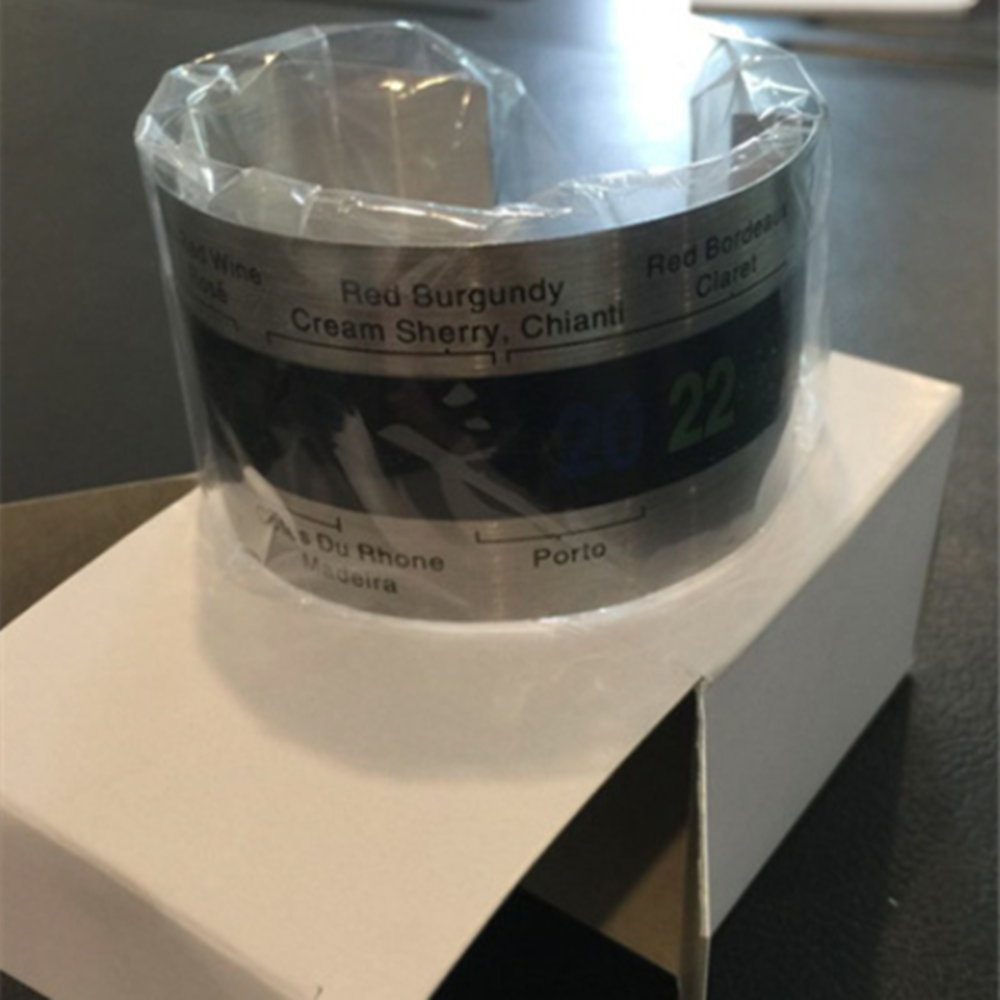 Red Wine
Rosé
Red Burgundy
Cream Sherry, Chianti
Red Bordeaux
Claret
20 22
Du Rhone
Madeira
Porto